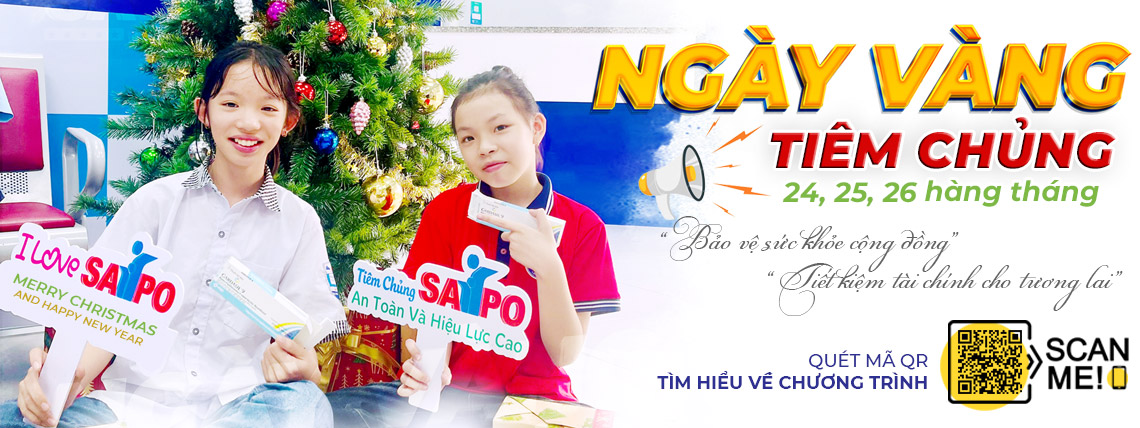 NGÀY VÀNG
TIÊM CHỦNG
24, 25, 26 hàng tháng
“ Bảo vệ sức khỏe cộng đồng”
“ Tiết kiệm tài chính cho tương lai”
I LOVE SAIPO
MERRY CHRISTMAS
AND HAPPY NEW YEAR
Tiêm Chủng SAIPO
An Toàn Và Hiệu Lực Cao
QUÉT MÃ QR
TÌM HIỂU VỀ CHƯƠNG TRÌNH
SCAN
ME!